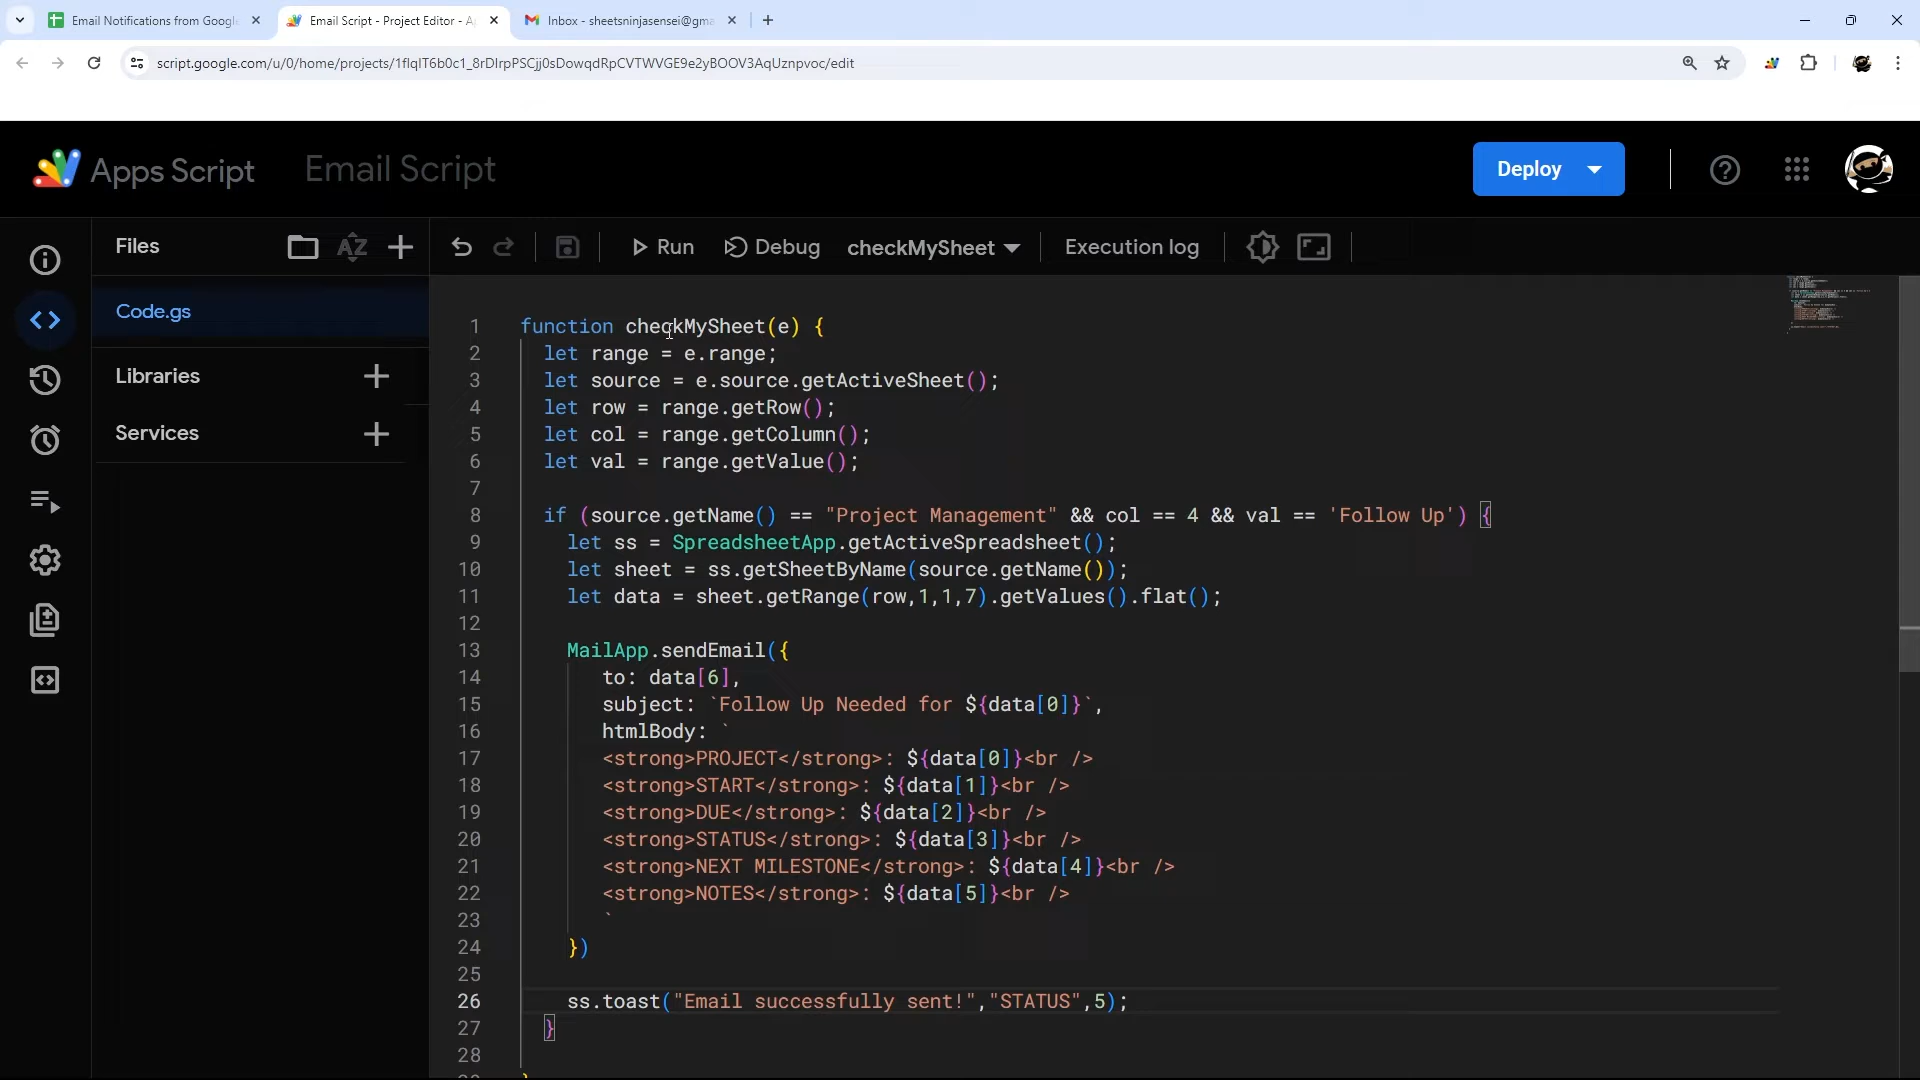 Email Notifications from Google
Email Script - Project Editor - A
Inbox - sheetsninjasensei@gma
script.google.com/u/0/home/projects/1fIqIT6b0c1_8rDIrpPSCjj0sDowqdRpCVTWVGE9e2yBOOV3AqUznpvoc/edit
Apps Script
Email Script
Deploy
Files
Run
Debug
checkMySheet
Execution log
Code.gs
Libraries
Services
1 function checkMySheet(e) {
2 let range = e.range;
3 let source = e.source.getActiveSheet();
4 let row = range.getRow();
5 let col = range.getColumn();
6 let val = range.getValue();
7
8 if (source.getName() == "Project Management" && col == 4 && val == 'Follow Up') {
9 let ss = SpreadsheetApp.getActiveSpreadsheet();
10 let sheet = ss.getSheetByName(source.getName());
11 let data = sheet.getRange(row,1,1,7).getValues().flat();
12
13 MailApp.sendEmail({
14 to: data[6],
15 subject: `Follow Up Needed for ${data[0]}`,
16 htmlBody: `
17 <strong>PROJECT</strong>: ${data[0]}<br />
18 <strong>START</strong>: ${data[1]}<br />
19 <strong>DUE</strong>: ${data[2]}<br />
20 <strong>STATUS</strong>: ${data[3]}<br />
21 <strong>NEXT MILESTONE</strong>: ${data[4]}<br />
22 <strong>NOTES</strong>: ${data[5]}<br />
23 `
24 })
25
26 ss.toast("Email successfully sent!","STATUS",5);
27 }
28